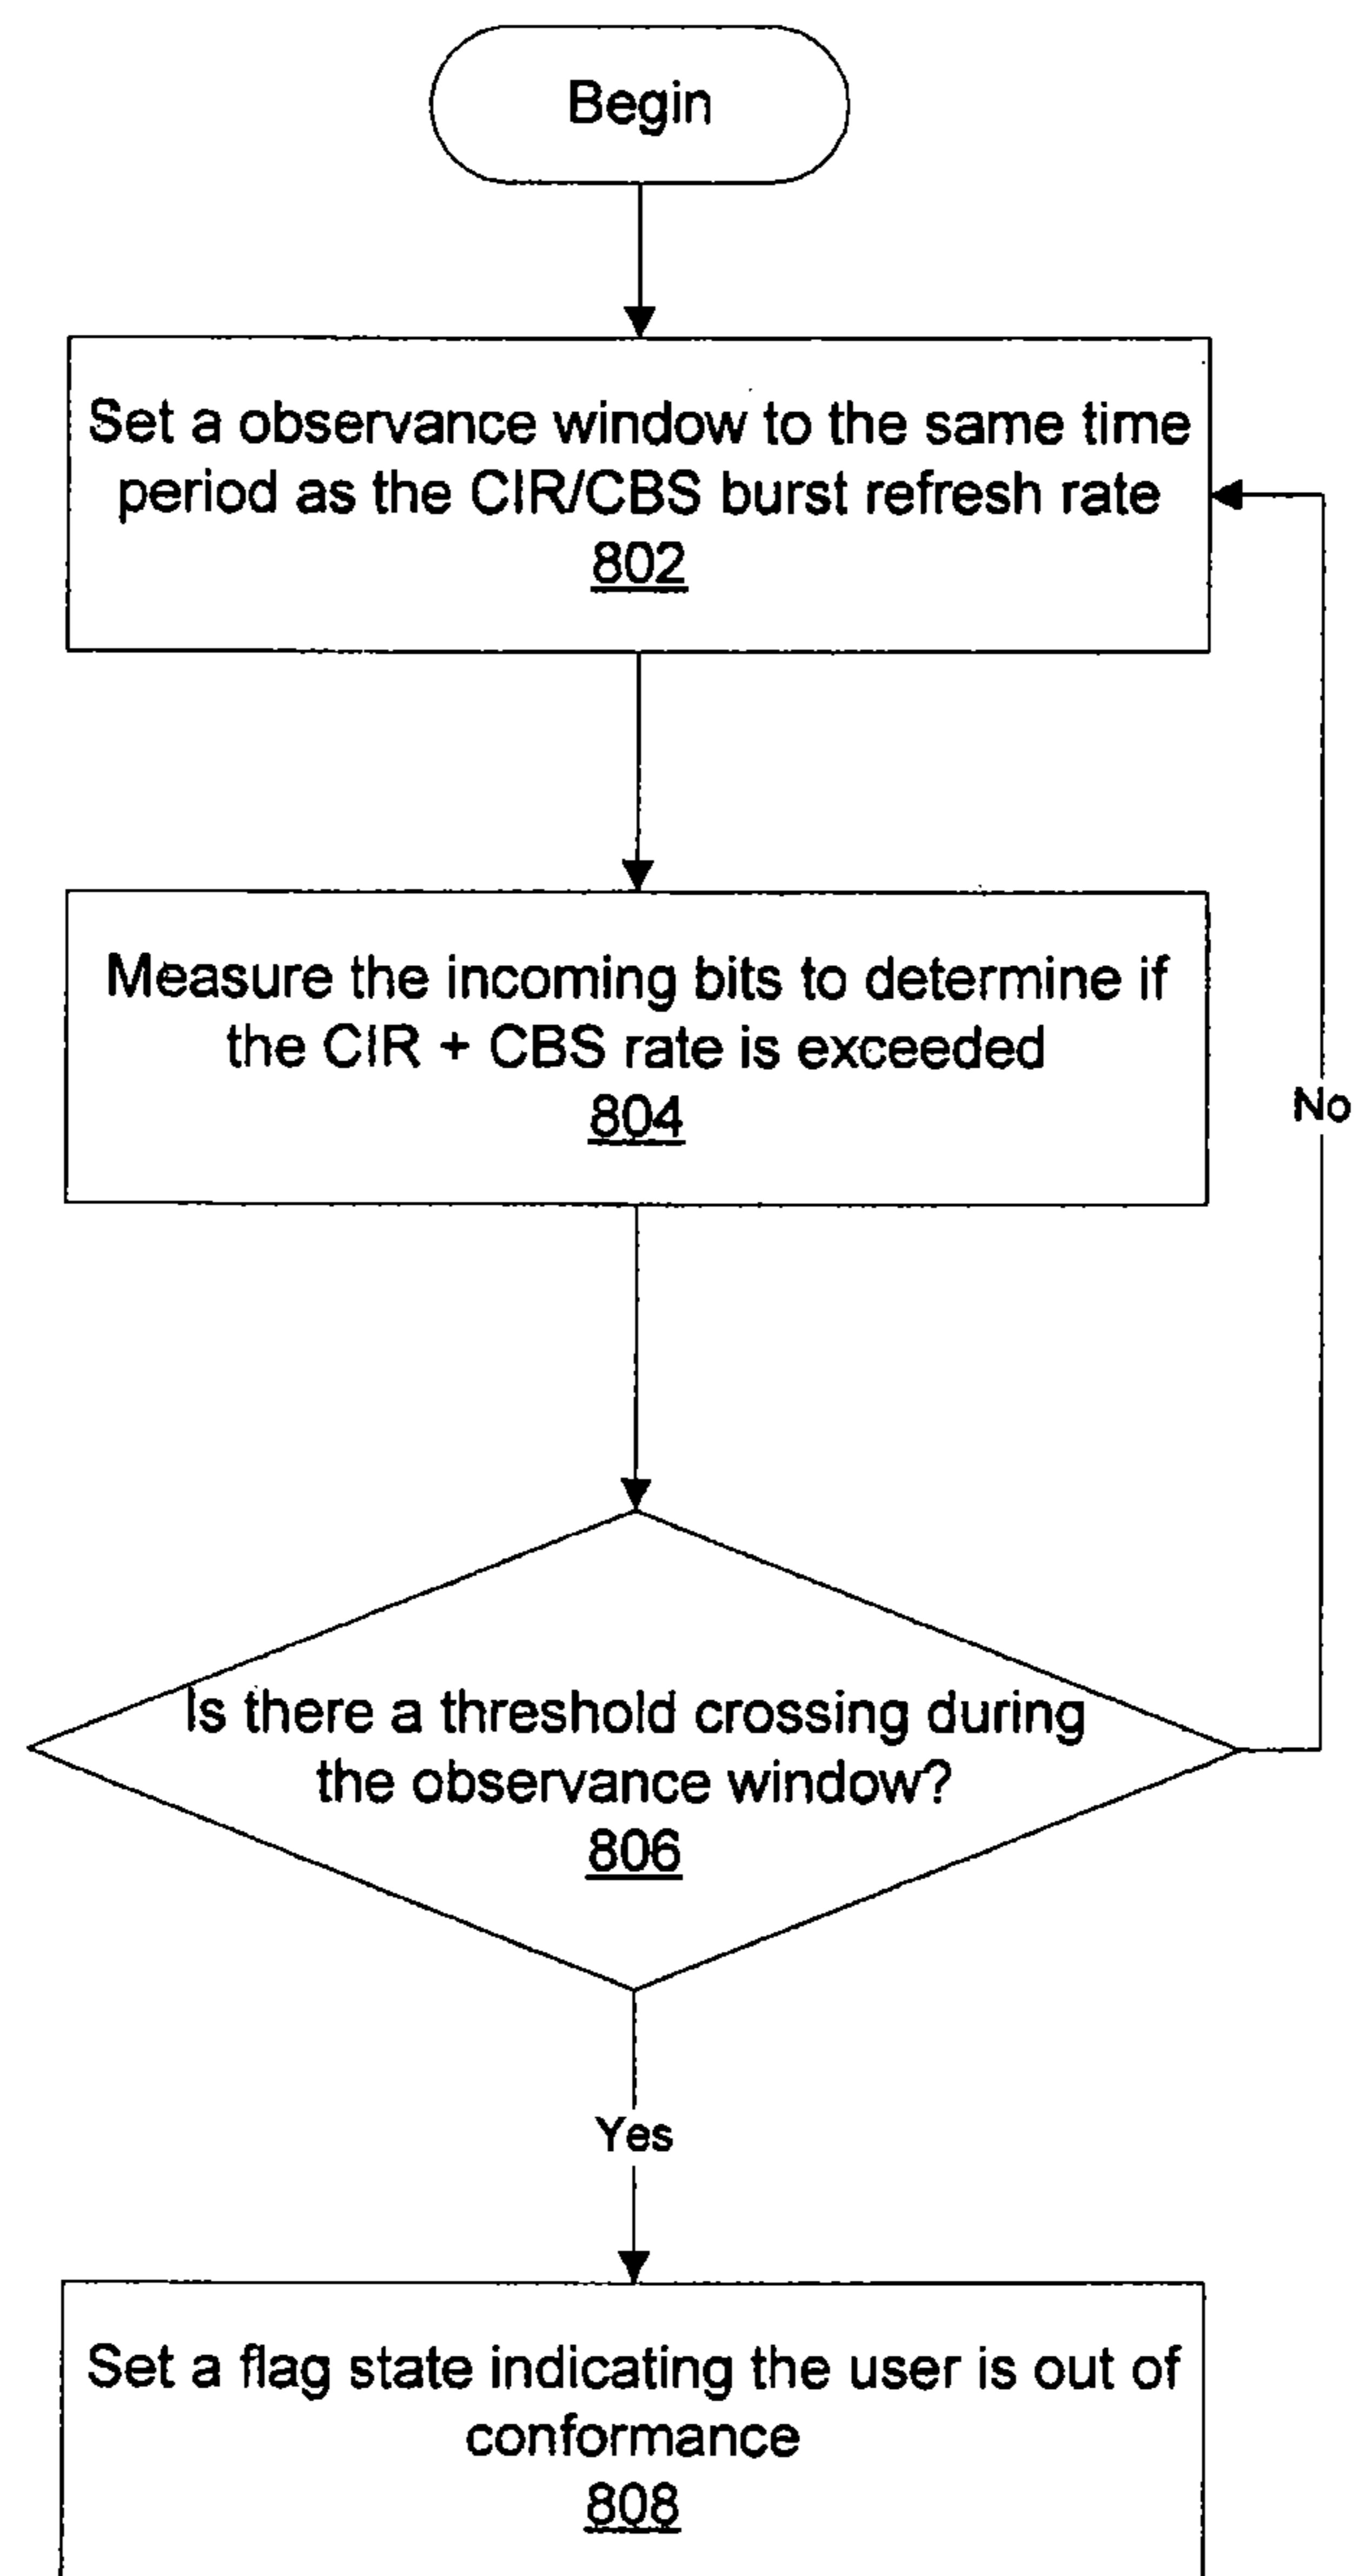 Begin
Set a observance window to the same time
period as the CIR/CBS burst refresh rate
802
Measure the incoming bits to determine if
the CIR + CBS rate is exceeded
804
No
Is there a threshold crossing during
the observance window?
806
Yes
Set a flag state indicating the user is out of
conformance
808